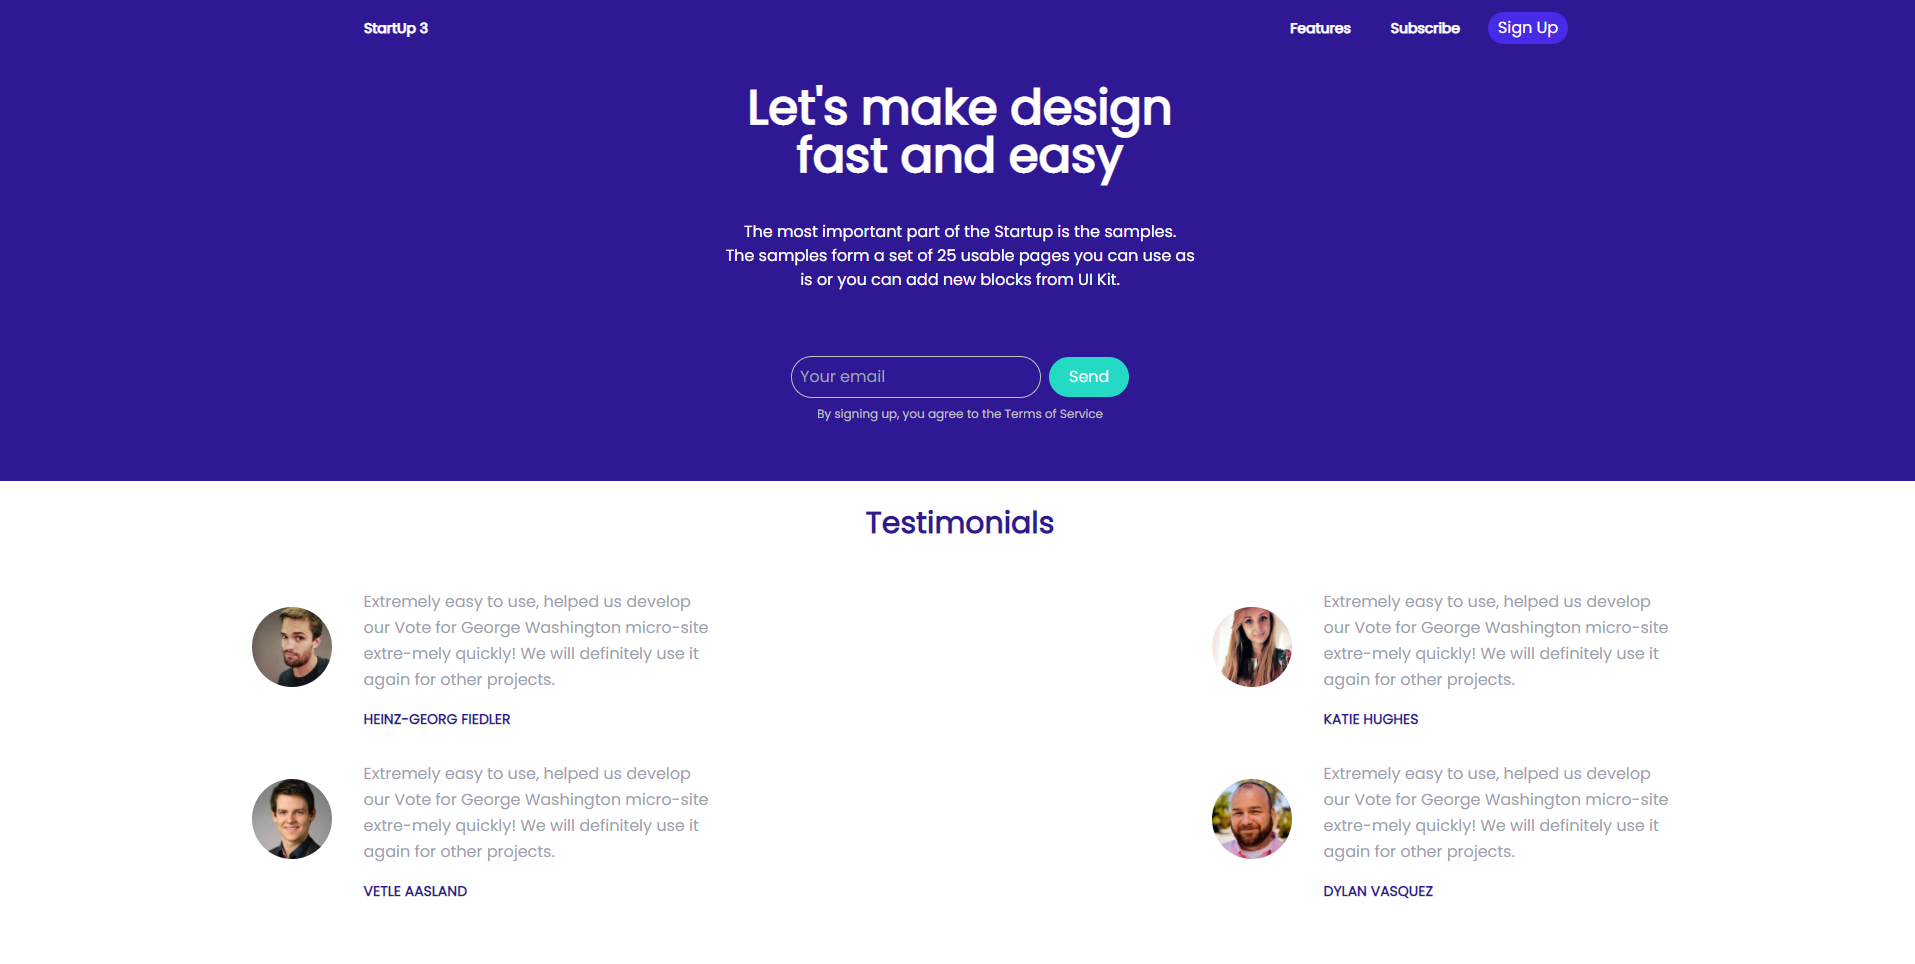 StartUp 3
Features
Subscribe
Sign Up
Let's make design
fast and easy
The most important part of the Startup is the samples.
The samples form a set of 25 usable pages you can use as
is or you can add new blocks from UI Kit.
Your email
Send
By signing up, you agree to the Terms of Service
Testimonials
Extremely easy to use, helped us develop
our Vote for George Washington micro-site
extre-mely quickly! We will definitely use it
again for other projects.
HEINZ-GEORG FIEDLER
Extremely easy to use, helped us develop
our Vote for George Washington micro-site
extre-mely quickly! We will definitely use it
again for other projects.
KATIE HUGHES
Extremely easy to use, helped us develop
our Vote for George Washington micro-site
extre-mely quickly! We will definitely use it
again for other projects.
VETLE AASLAND
Extremely easy to use, helped us develop
our Vote for George Washington micro-site
extre-mely quickly! We will definitely use it
again for other projects.
DYLAN VASQUEZ